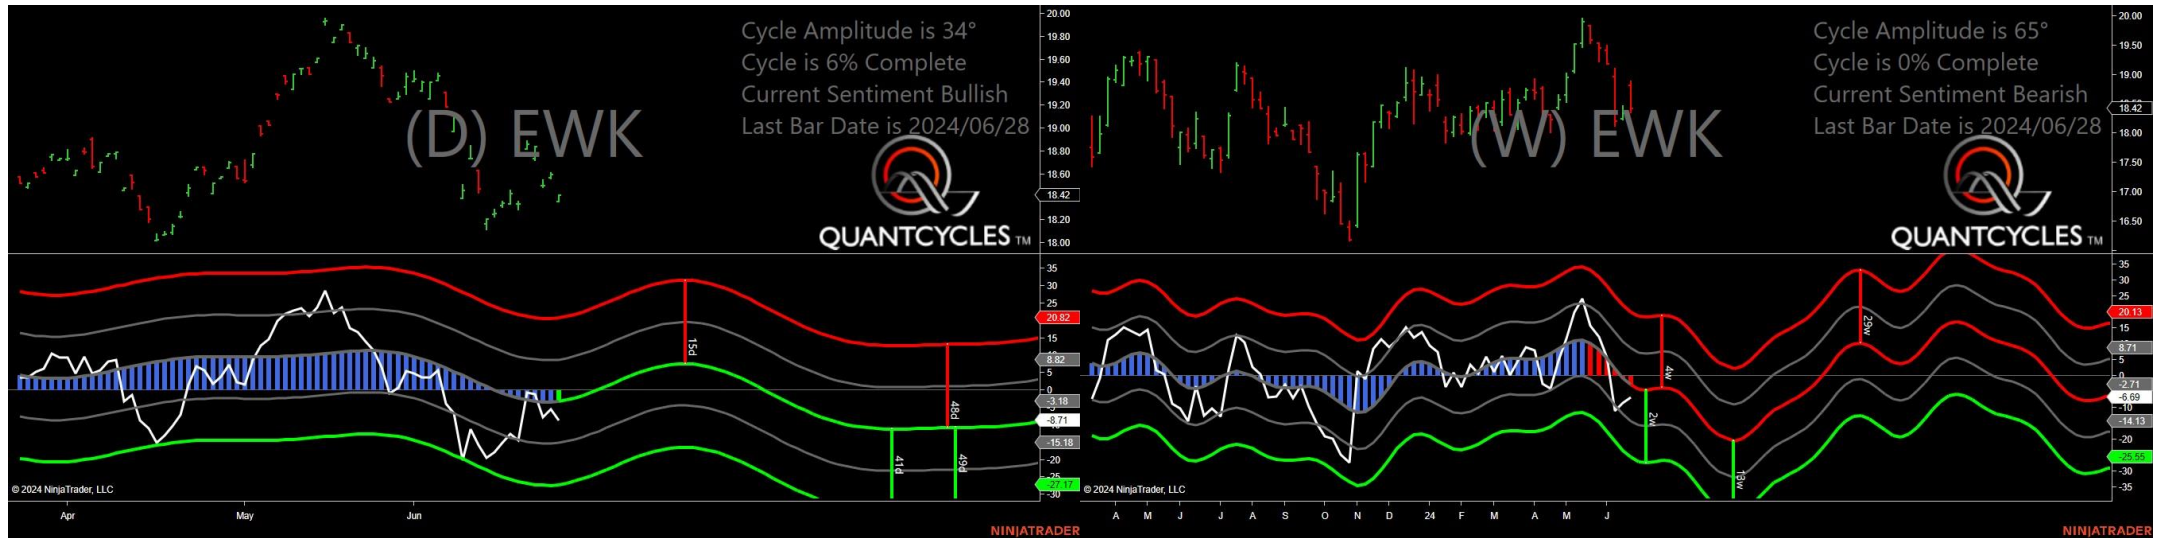 Cycle Amplitude is 34°
Cycle is 6% Complete
Current Sentiment Bullish
Last Bar Date is 2024/06/28
(D) EWK
QUANTCYCLES TM
20.00
19.80
19.60
19.40
19.20
19.00
18.80
18.60
18.42
18.20
18.00
35
30
25
20.82
15
8.82
5
0
-3.18
-8.71
-15.18
-20
-27.17
-30
15d
41d
48d
49d
© 2024 NinjaTrader, LLC
Apr May Jun
NINJATRADER
Cycle Amplitude is 65°
Cycle is 0% Complete
Current Sentiment Bearish
Last Bar Date is 2024/06/28
(W) EWK
QUANTCYCLES TM
20.00
19.50
19.00
18.42
18.00
17.50
17.00
16.50
35
30
25
20.13
15
8.71
5
0
-2.71
-6.69
-10
-14.13
-20
-25.55
-30
-35
4w
2w
18w
29w
© 2024 NinjaTrader, LLC
A M J J A S O N D 24 F M A M J
NINJATRADER